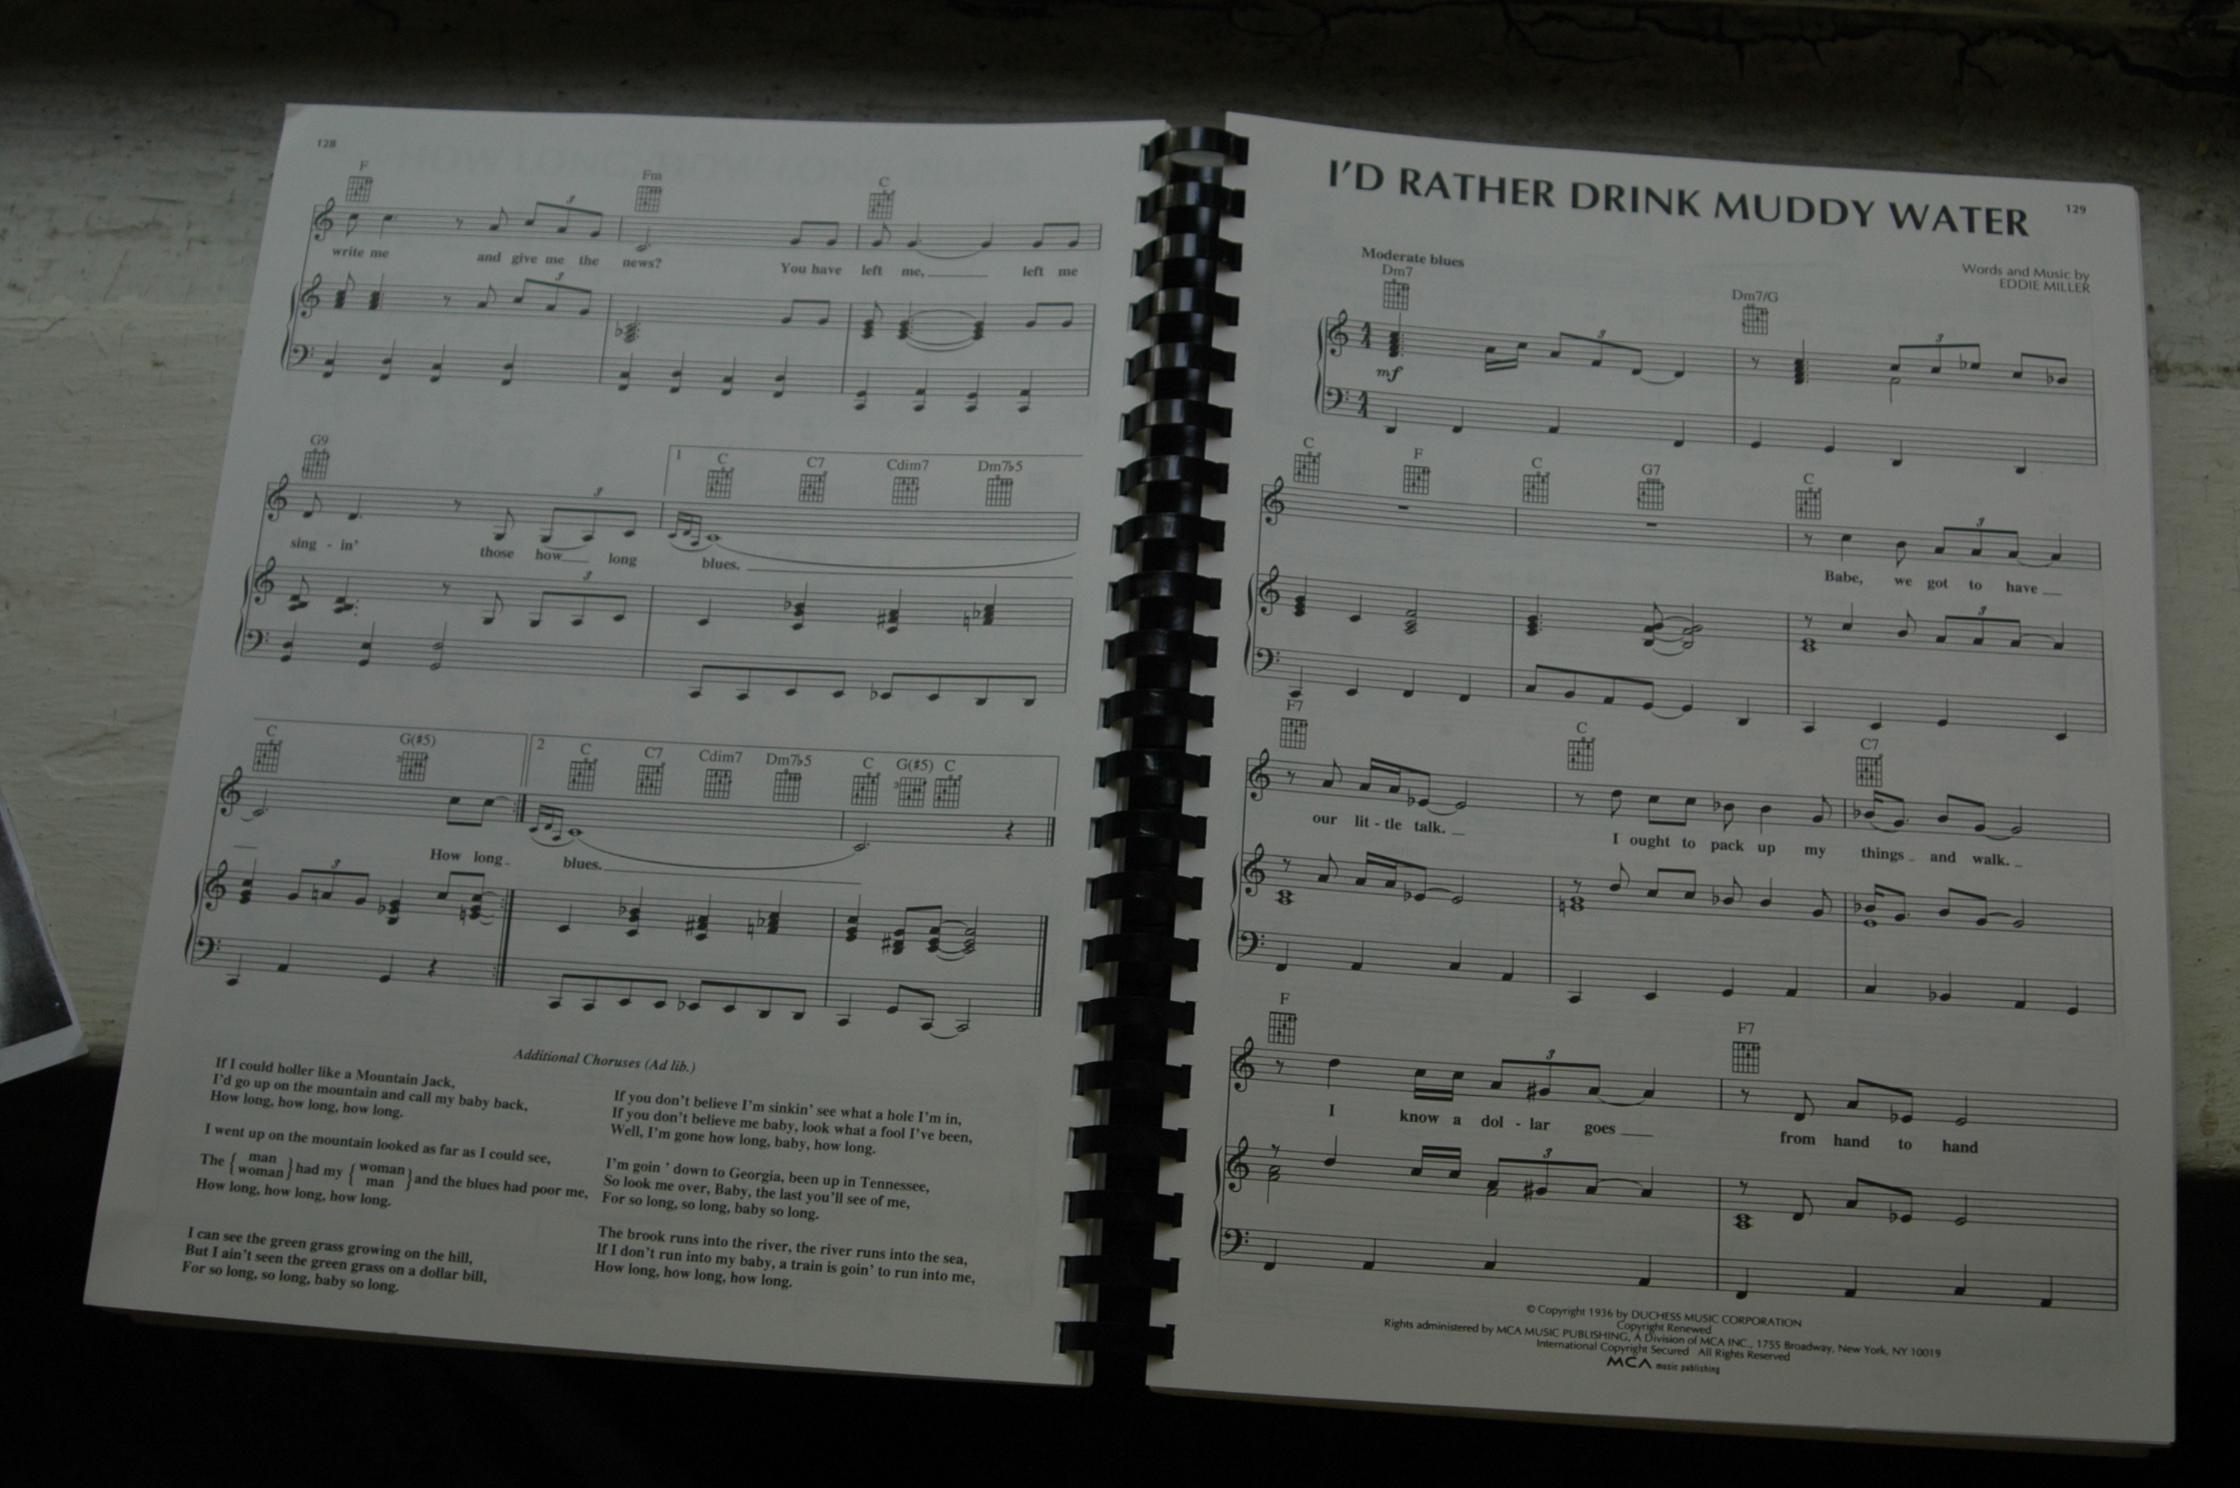 128
F Fm C
write me and give me the news? You have left me, left me
G9 1 C C7 Cdim7 Dm7♭5
sing - in' those how long blues.
C G(♯5) 2 C C7 Cdim7 Dm7♭5 C G(♯5) C
How long blues.
Additional Choruses (Ad lib.)
If I could holler like a Mountain Jack,
I'd go up on the mountain and call my baby back,
How long, how long, how long.
I went up on the mountain looked as far as I could see,
The { man woman } had my { woman man } and the blues had poor me,
How long, how long, how long.
I can see the green grass growing on the hill,
But I ain't seen the green grass on a dollar bill,
For so long, so long, baby so long.
If you don't believe I'm sinkin' see what a hole I'm in,
If you don't believe me baby, look what a fool I've been,
Well, I'm gone how long, baby, how long.
I'm goin ' down to Georgia, been up in Tennessee,
So look me over, Baby, the last you'll see of me,
For so long, so long, baby so long.
The brook runs into the river, the river runs into the sea,
If I don't run into my baby, a train is goin' to run into me,
How long, how long, how long.
129
I'D RATHER DRINK MUDDY WATER
Words and Music by
EDDIE MILLER
Moderate blues
Dm7 Dm7/G
mf
C F C G7 C
Babe, we got to have
F7 C C7
our lit - tle talk. I ought to pack up my things and walk.
F F7
I know a dol - lar goes from hand to hand
© Copyright 1936 by DUCHESS MUSIC CORPORATION
Copyright Renewed
Rights administered by MCA MUSIC PUBLISHING, A Division of MCA INC., 1755 Broadway, New York, NY 10019
International Copyright Secured All Rights Reserved
MCA music publishing